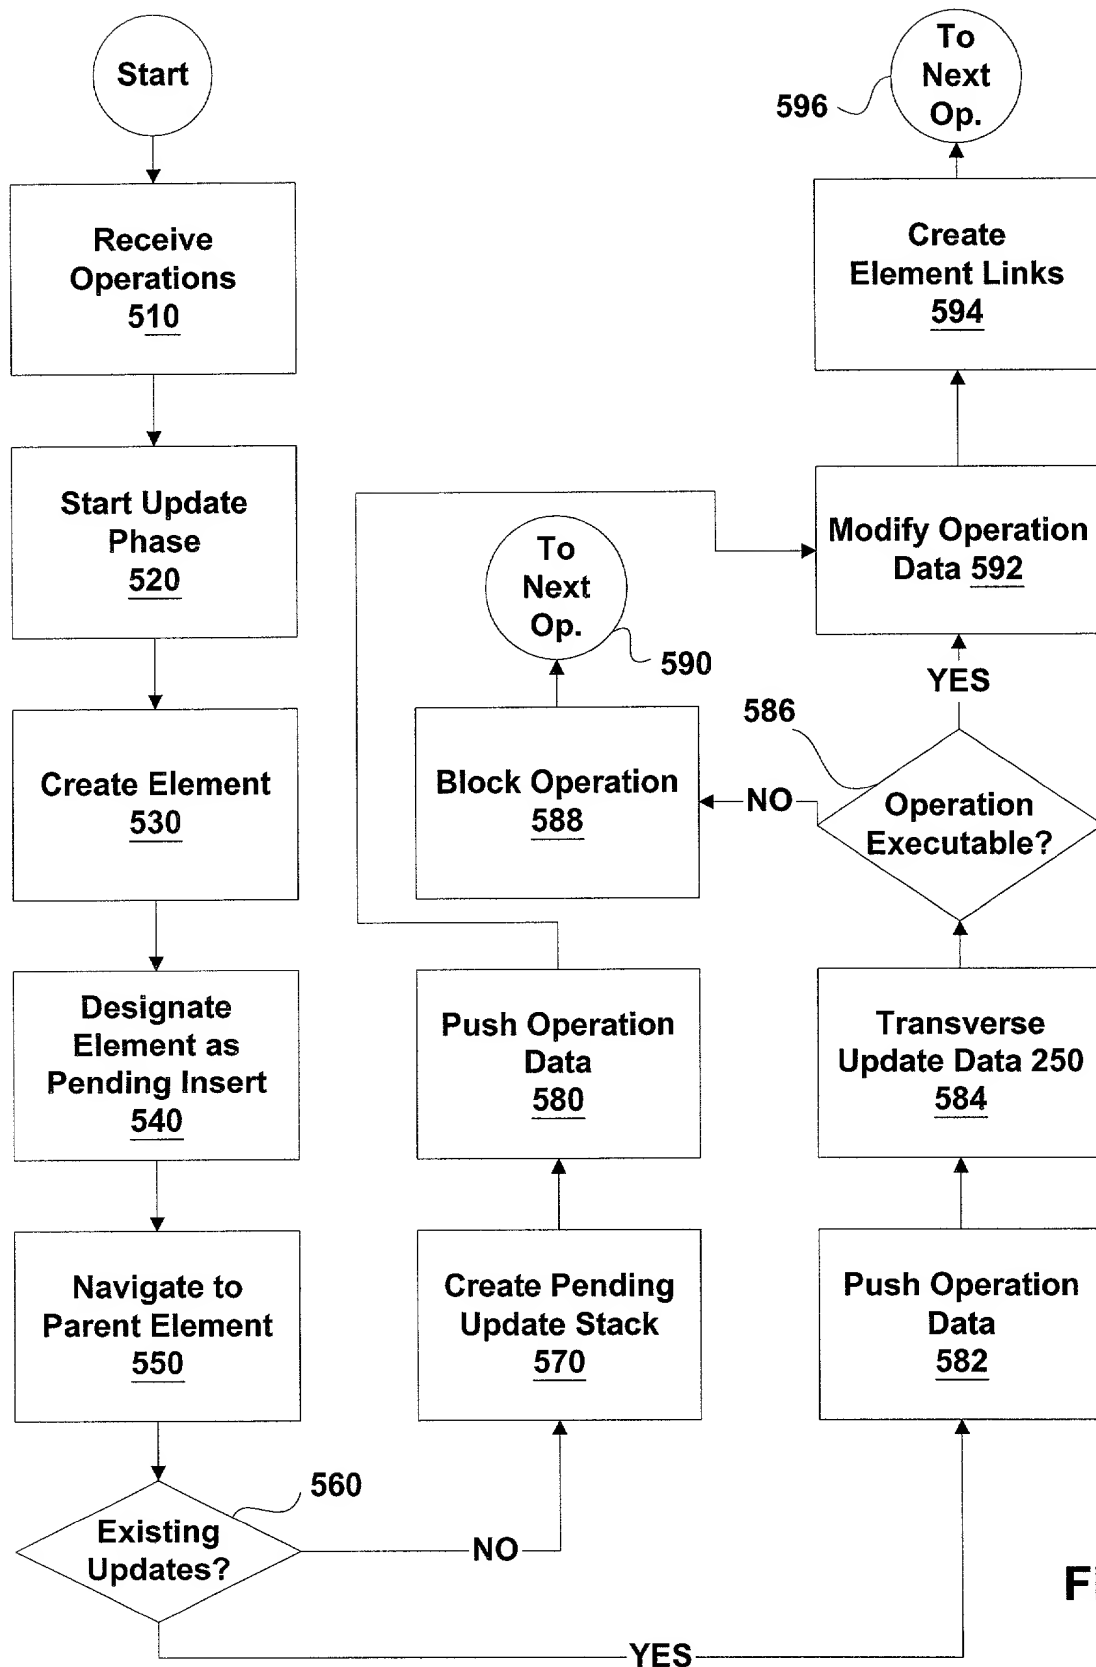 Start
Receive
Operations
510
Start Update
Phase
520
Create Element
530
Designate
Element as
Pending Insert
540
Navigate to
Parent Element
550
Existing
Updates?
560
NO
YES
Create Pending
Update Stack
570
Push Operation
Data
580
Push Operation
Data
582
Transverse
Update Data 250
584
Operation
Executable?
586
NO
YES
Block Operation
588
To
Next
Op.
590
Modify Operation
Data 592
Create
Element Links
594
To
Next
Op.
596